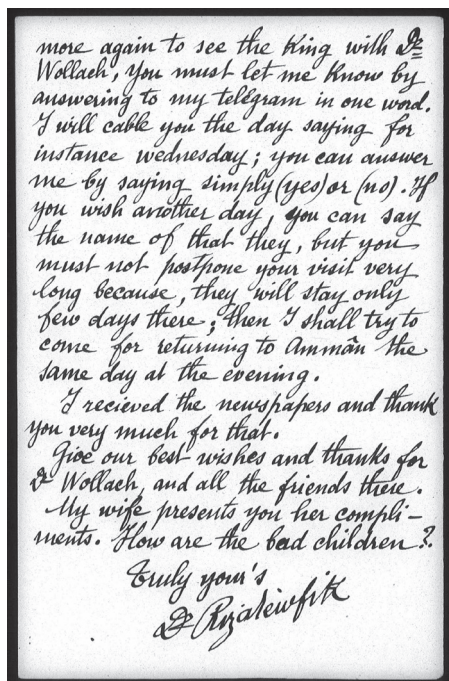 more again to see the King with Dr
Wollach, you must let me know by
answering to my telegram in one word.
I will cable you the day saying for
instance wednesday; you can answer
me by saying simply (yes) or (no). If
you wish another day, you can say
the name of that they, but you
must not postpone your visit very
long because, they will stay only
few days there; then I shall try to
come for returning to Ammân the
same day at the evening.
I recieved the newspapers and thank
you very much for that.
Give our best wishes and thanks for
Dr Wollach, and all the friends there.
My wife presents you her compli-
ments. How are the bad children?
Truly your's
Dr Rizatewfik